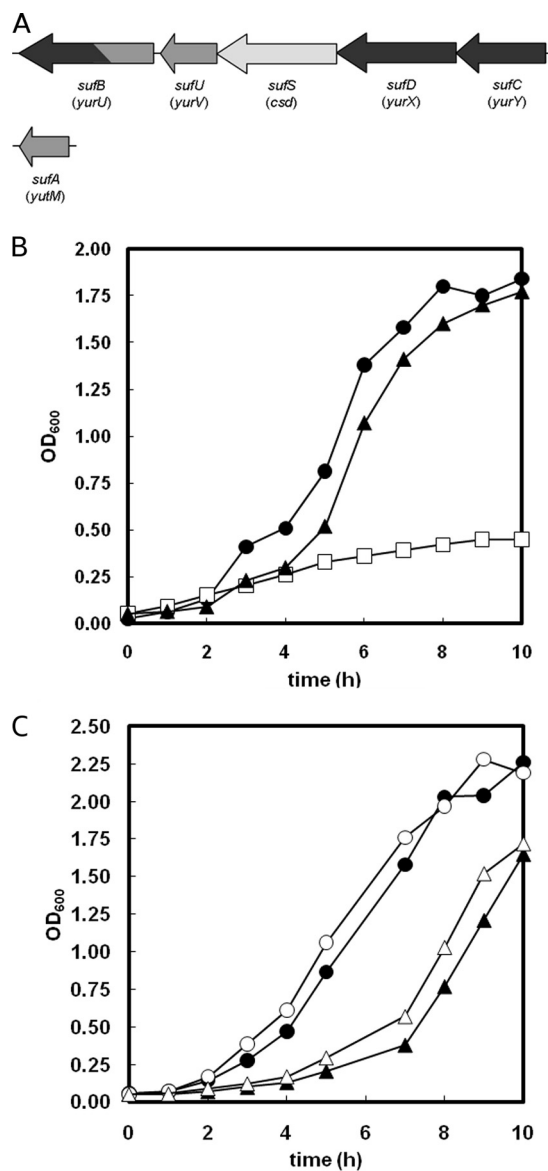 A
sufB sufU sufS sufD sufC
(yurU) (yurV) (csd) (yurX) (yurY)
sufA
(yutM)
B
2.00
1.75
1.50
1.25
1.00
0.75
0.50
0.25
0.00
OD600
0 2 4 6 8 10
time (h)
C
2.50
2.25
2.00
1.75
1.50
1.25
1.00
0.75
0.50
0.25
0.00
OD600
0 2 4 6 8 10
time (h)